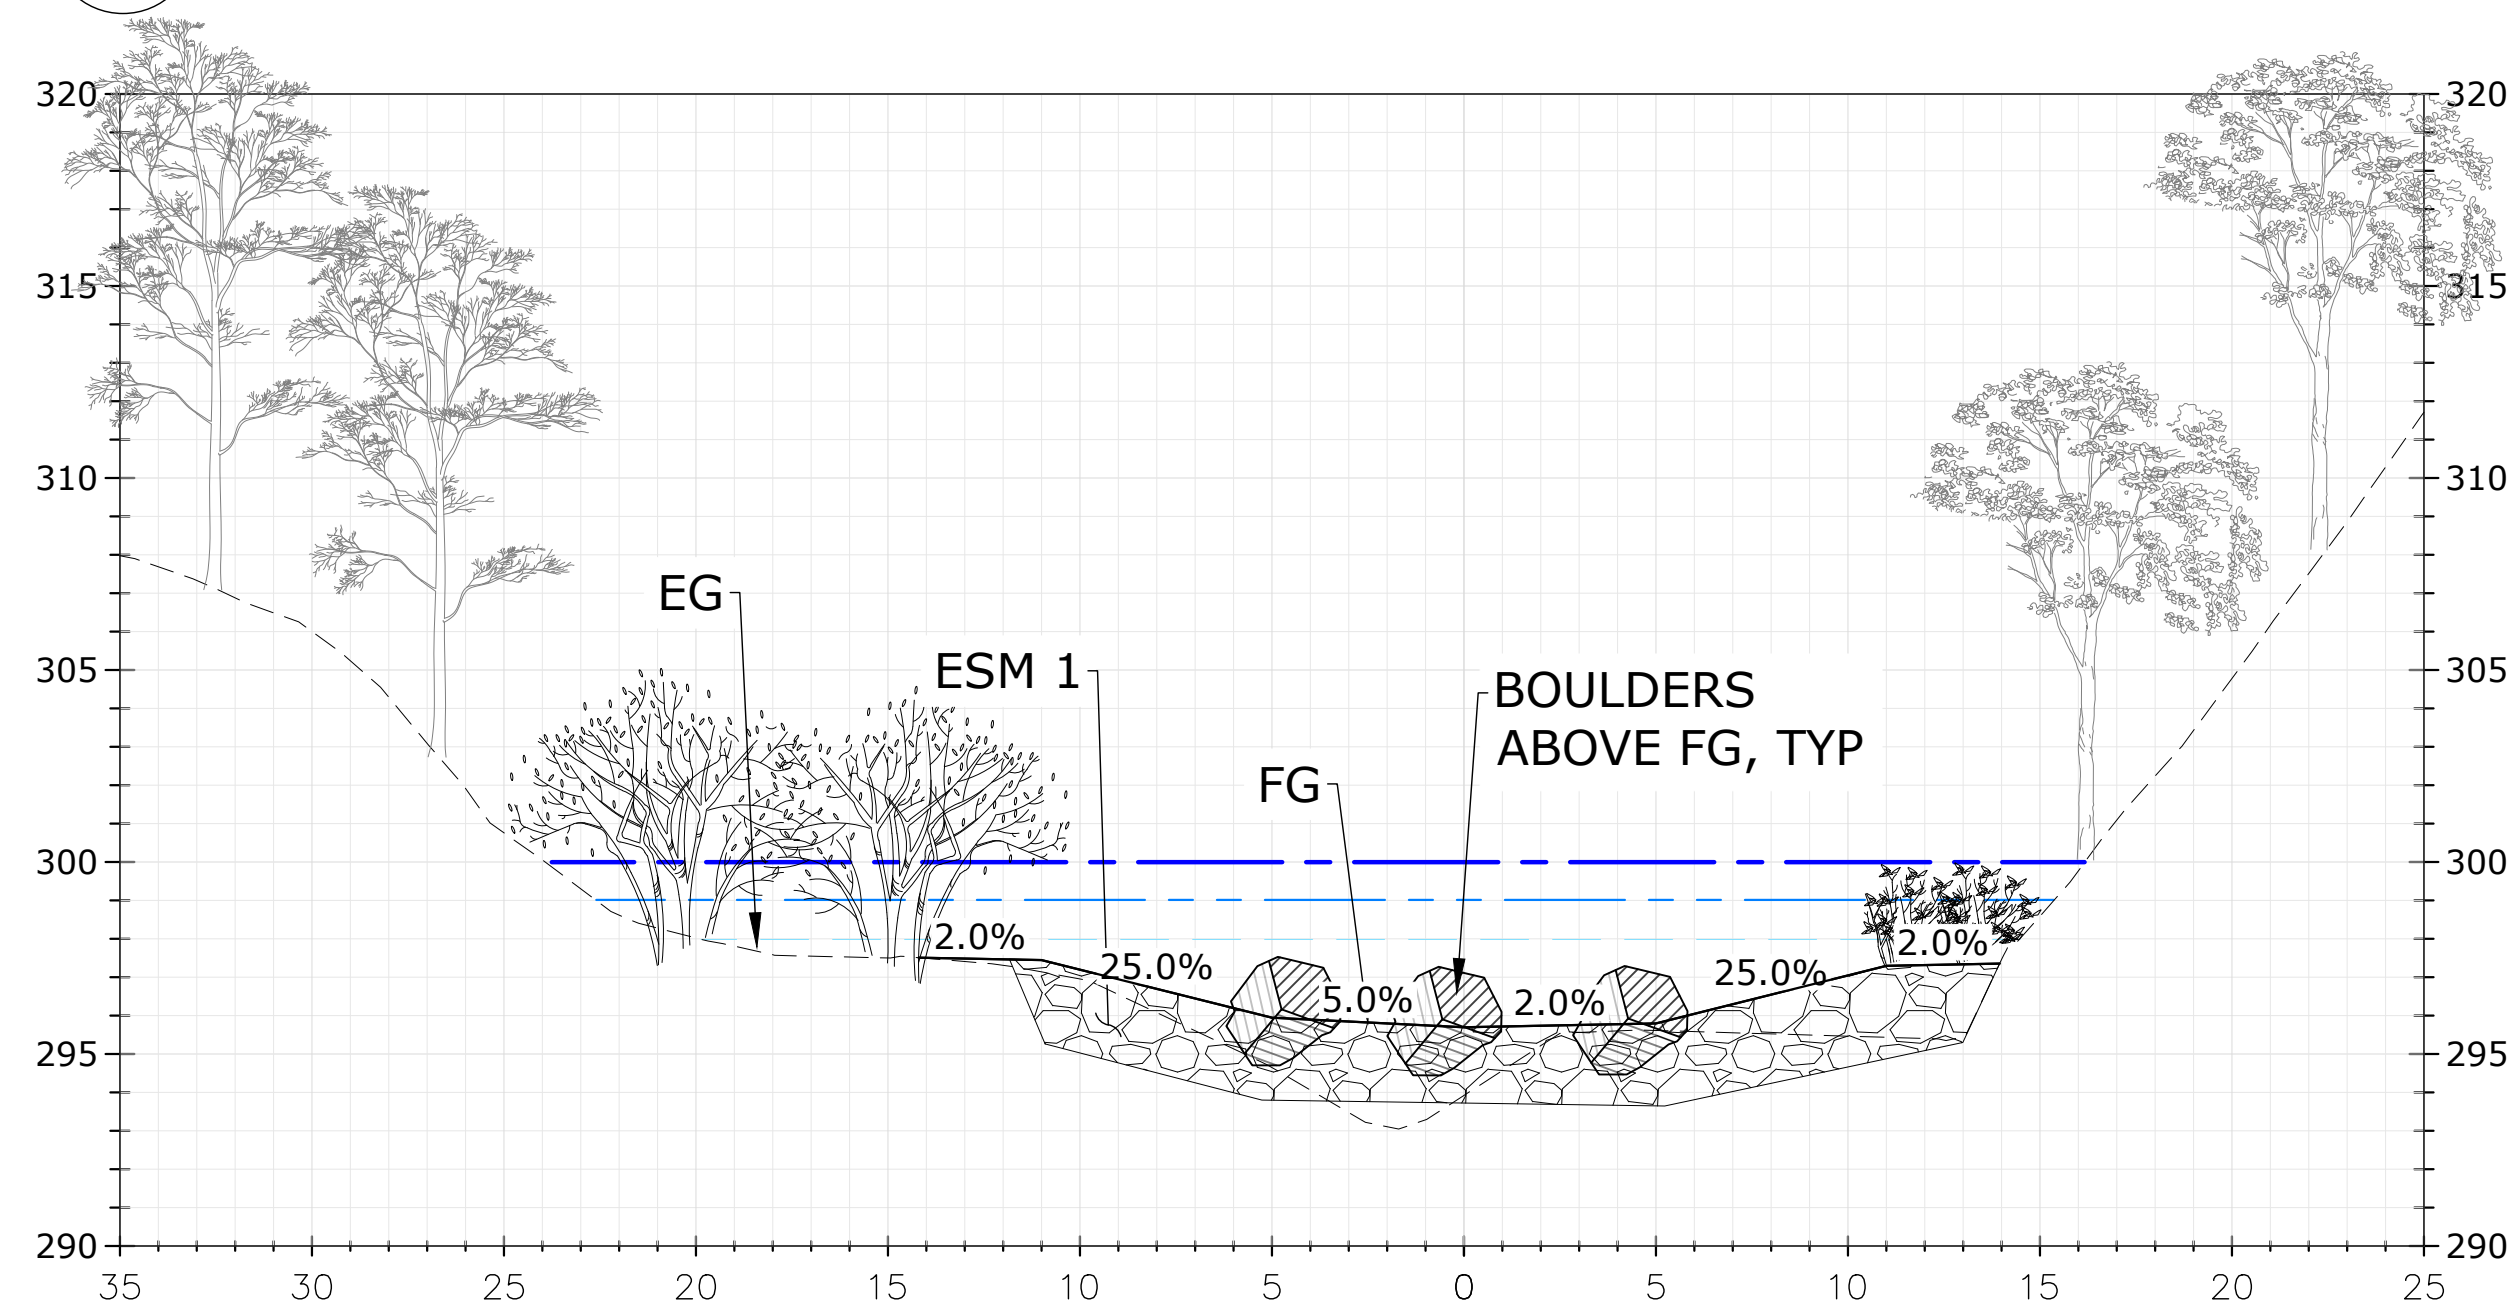 320 320
315 315
310 310
EG
ESM 1
305 305
BOULDERS
ABOVE FG, TYP
FG
300 300
2.0% 2.0%
25.0% 25.0%
5.0% 2.0%
295 295
290 290
35 30 25 20 15 10 5 0 5 10 15 20 25